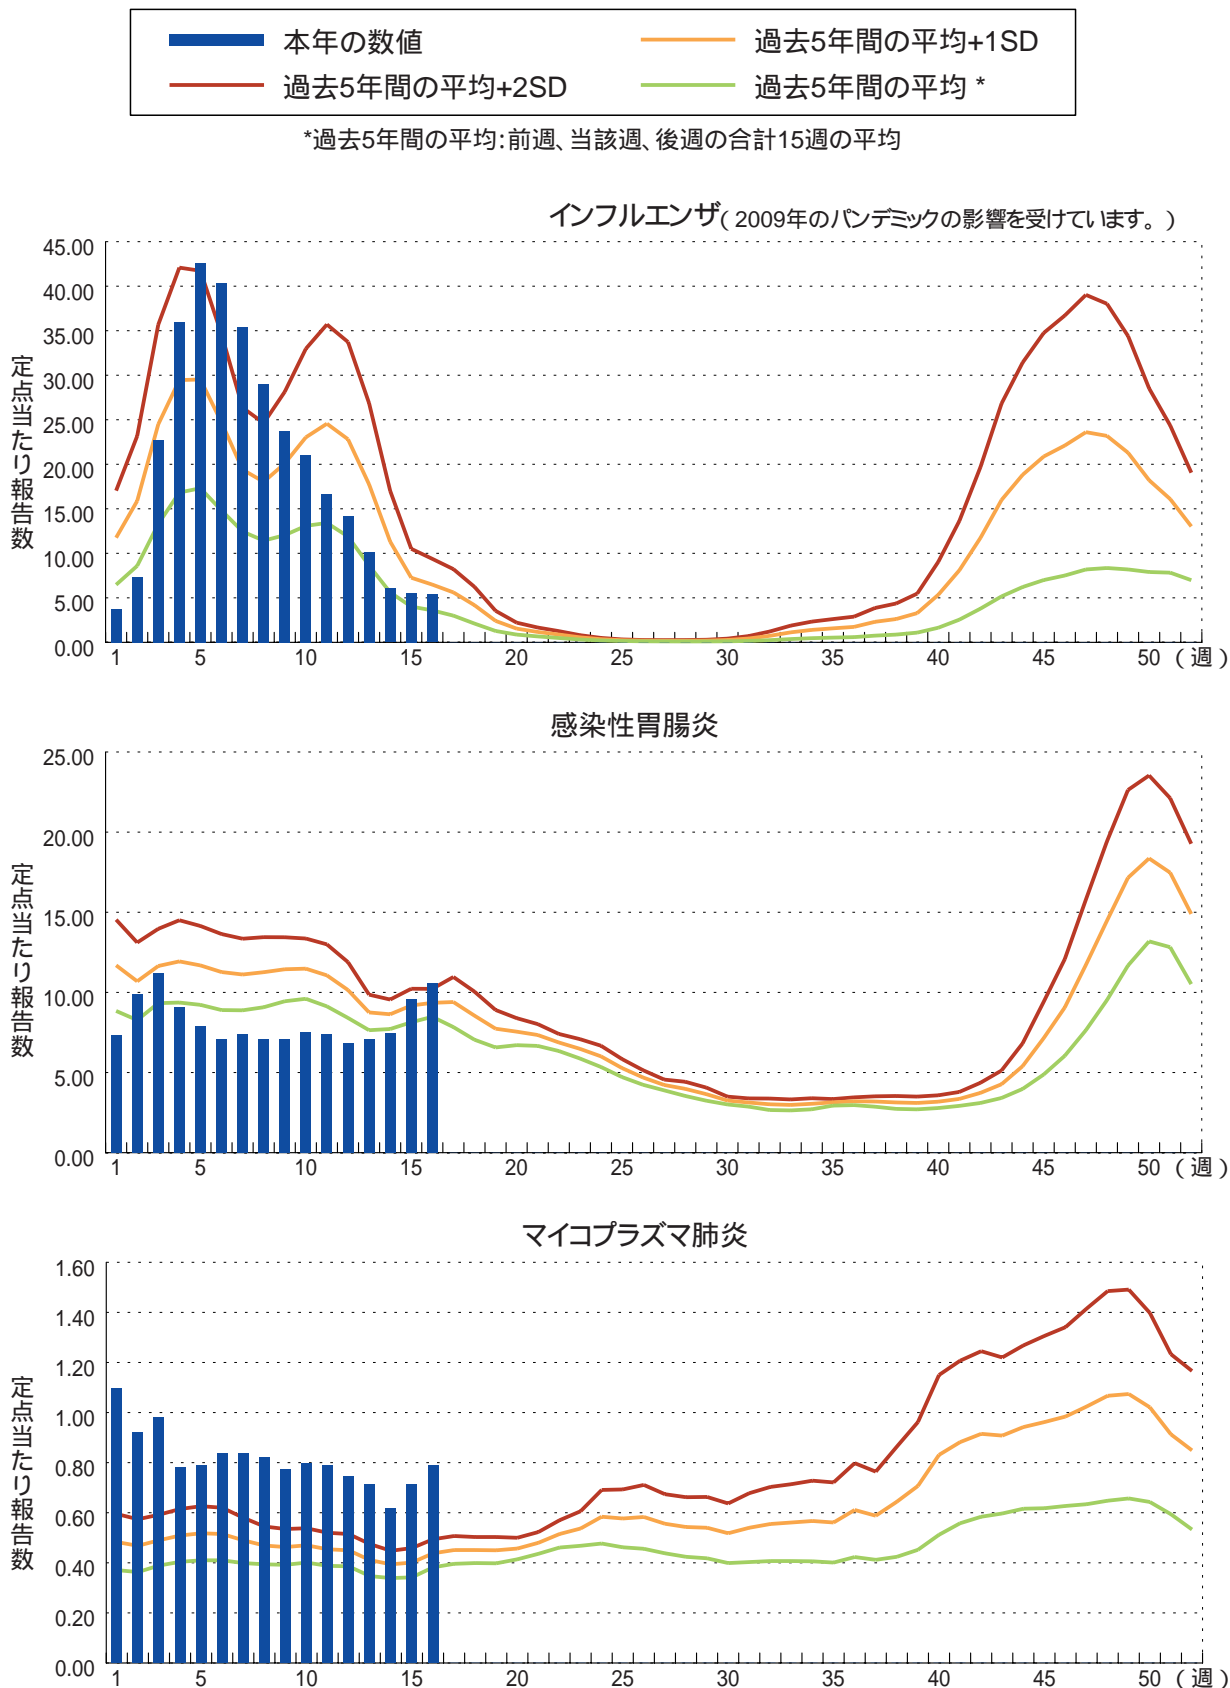 本年の数値
過去5年間の平均+1SD
過去5年間の平均+2SD
過去5年間の平均 *
*過去5年間の平均:前週、当該週、後週の合計15週の平均
インフルエンザ( 2009年のパンデミックの影響を受けています。 )
定点当たり報告数
45.00
40.00
35.00
30.00
25.00
20.00
15.00
10.00
5.00
0.00
1 5 10 15 20 25 30 35 40 45 50 (週)
感染性胃腸炎
定点当たり報告数
25.00
20.00
15.00
10.00
5.00
0.00
1 5 10 15 20 25 30 35 40 45 50 (週)
マイコプラズマ肺炎
定点当たり報告数
1.60
1.40
1.20
1.00
0.80
0.60
0.40
0.20
0.00
1 5 10 15 20 25 30 35 40 45 50 (週)